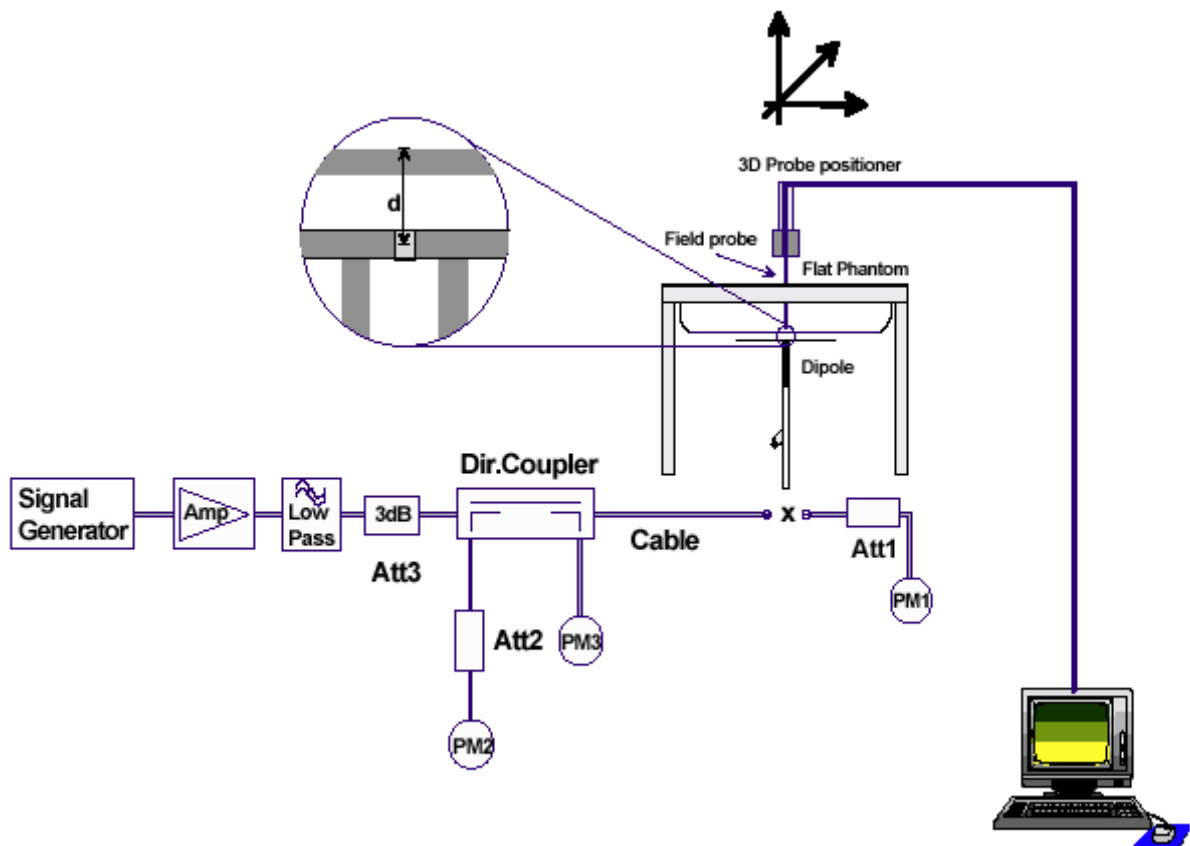 3D Probe positioner
d
Field probe
Flat Phantom
Dipole
Dir.Coupler
Signal
Generator
Amp
Low
Pass
3dB
Att3
Cable
x
Att1
PM1
Att2
PM3
PM2